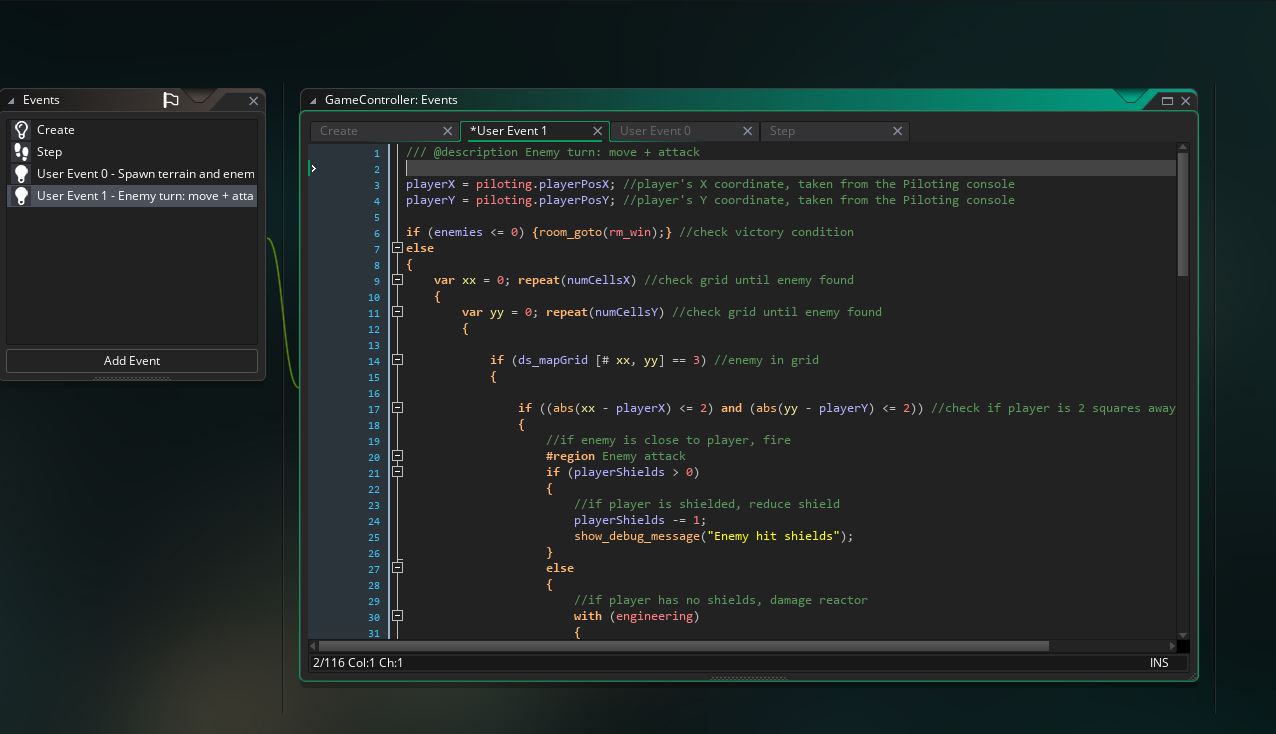 Events
Create
Step
User Event 0 - Spawn terrain and enem
User Event 1 - Enemy turn: move + atta
Add Event
GameController: Events
Create
*User Event 1
User Event 0
Step
1 /// @description Enemy turn: move + attack
2
3 playerX = piloting.playerPosX; //player's X coordinate, taken from the Piloting console
4 playerY = piloting.playerPosY; //player's Y coordinate, taken from the Piloting console
5
6 if (enemies <= 0) {room_goto(rm_win);} //check victory condition
7 else
8 {
9 var xx = 0; repeat(numCellsX) //check grid until enemy found
10 {
11 var yy = 0; repeat(numCellsY) //check grid until enemy found
12 {
13
14 if (ds_mapGrid [# xx, yy] == 3) //enemy in grid
15 {
16
17 if ((abs(xx - playerX) <= 2) and (abs(yy - playerY) <= 2)) //check if player is 2 squares away
18 {
19 //if enemy is close to player, fire
20 #region Enemy attack
21 if (playerShields > 0)
22 {
23 //if player is shielded, reduce shield
24 playerShields -= 1;
25 show_debug_message("Enemy hit shields");
26 }
27 else
28 {
29 //if player has no shields, damage reactor
30 with (engineering)
31 {
2/116 Col:1 Ch:1
INS